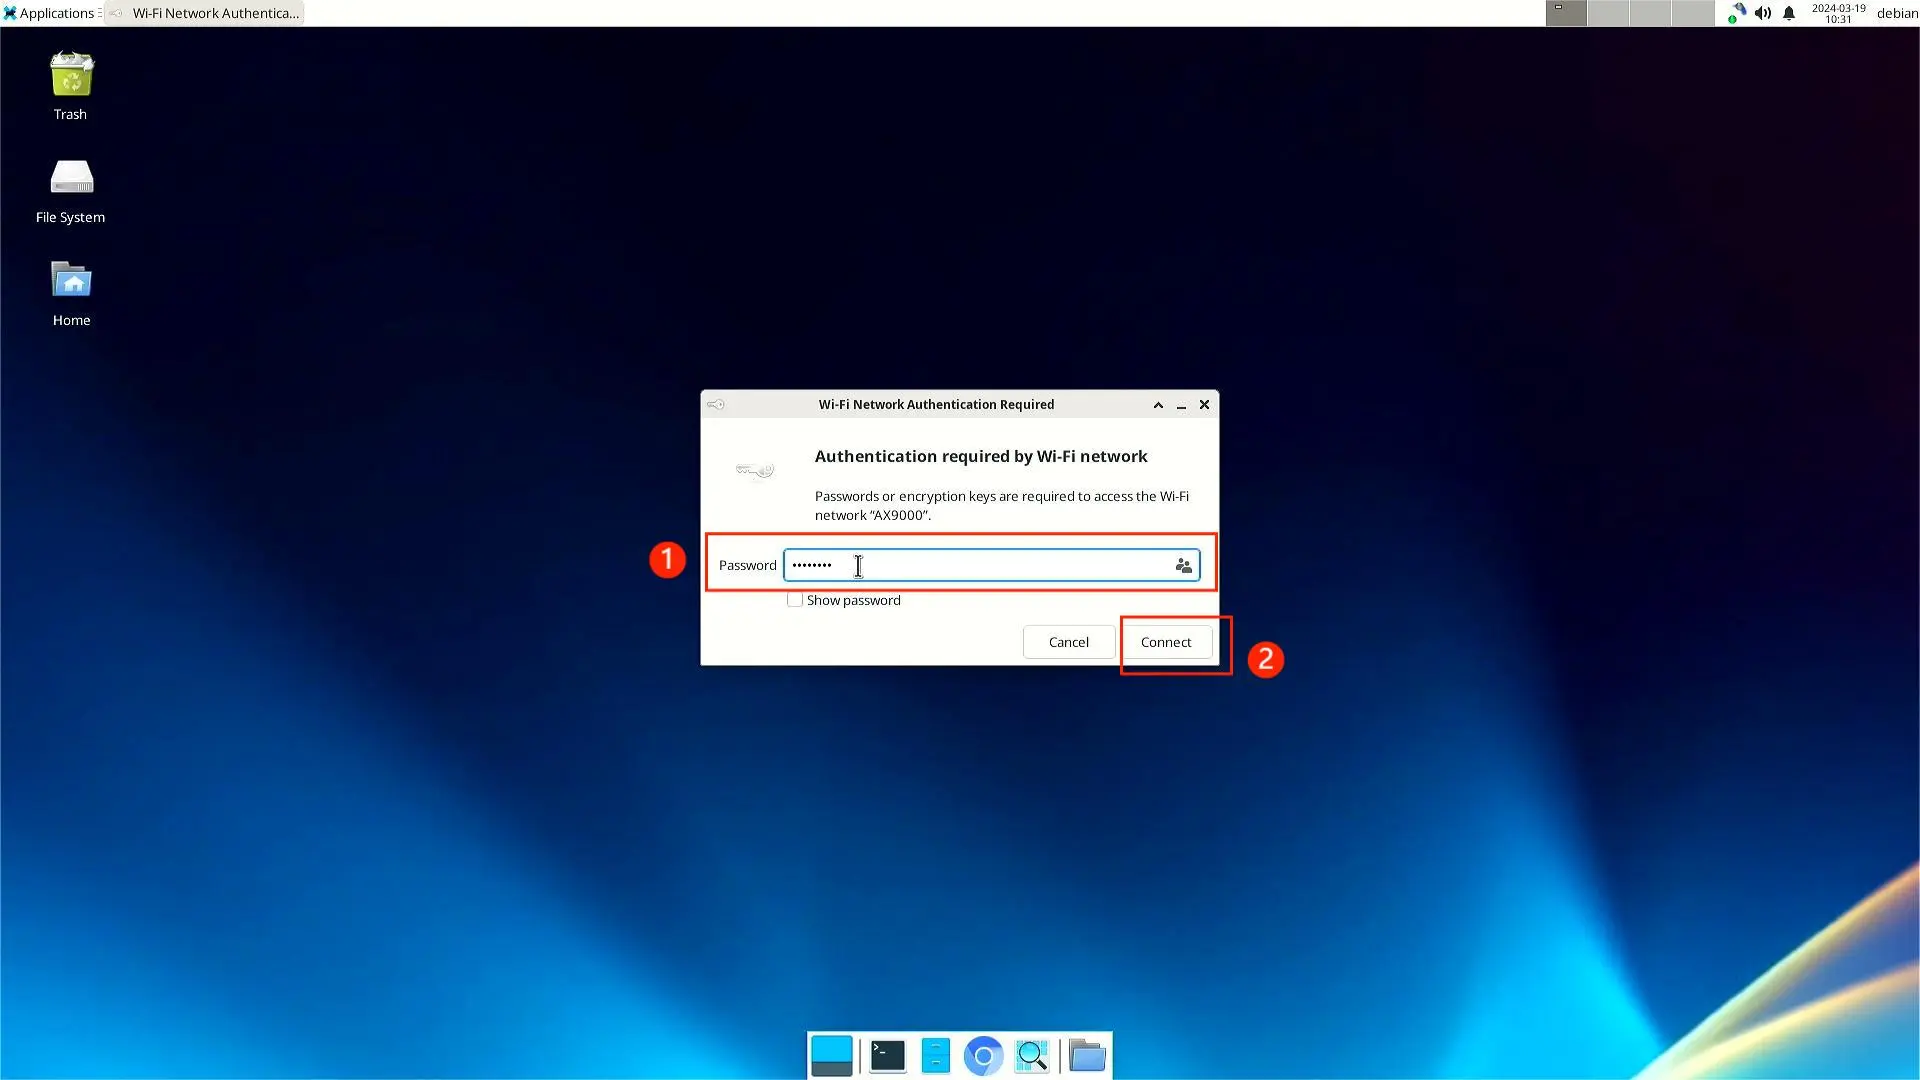 Applications
Wi-Fi Network Authentica...
2024-03-19
10:31
debian
Trash
File System
Home
Wi-Fi Network Authentication Required
Authentication required by Wi-Fi network
Passwords or encryption keys are required to access the Wi-Fi
network “AX9000”.
1
Password ••••••••
Show password
Cancel
Connect
2
>_